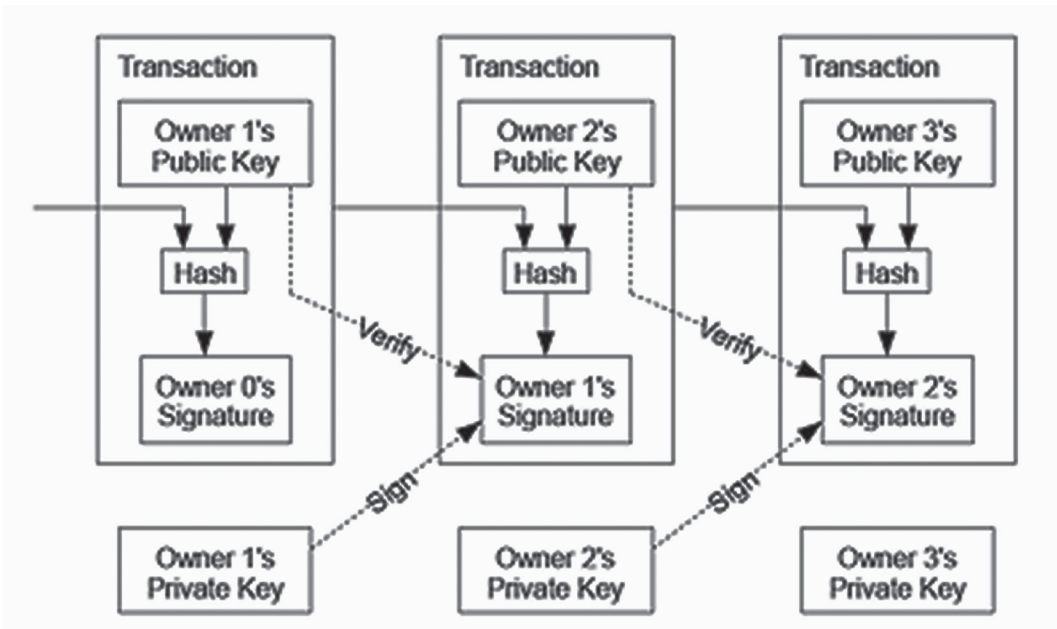 Transaction
Owner 1's
Public Key
Hash
Owner 0's
Signature
Transaction
Owner 2's
Public Key
Hash
Verify
Owner 1's
Signature
Transaction
Owner 3's
Public Key
Hash
Verify
Owner 2's
Signature
Sign
Sign
Owner 1's
Private Key
Owner 2's
Private Key
Owner 3's
Private Key